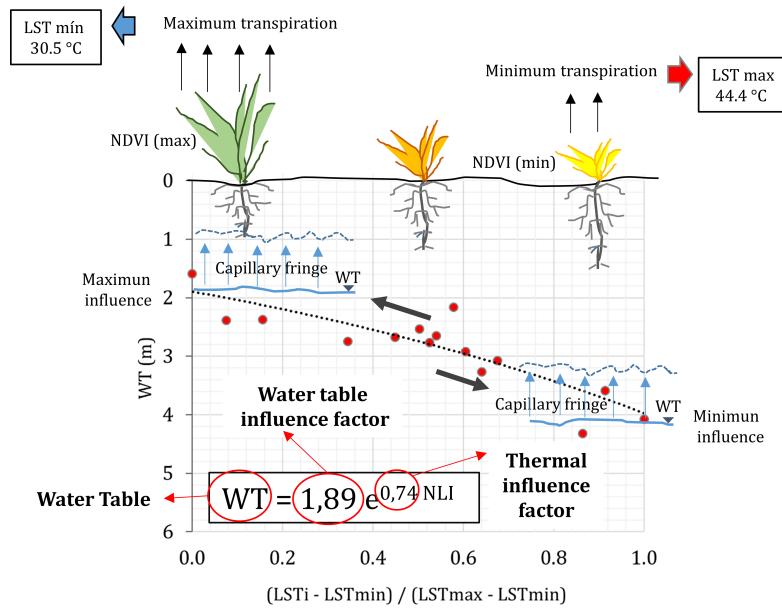 LST mín
30.5 °C
Maximum transpiration
Minimum transpiration
LST max
44.4 °C
NDVI (max)
NDVI (min)
0
1
2
3
4
5
6
WT (m)
Capillary fringe
WT
Maximun
influence
Water table
influence factor
Capillary fringe
WT
Minimun
influence
Thermal
influence
factor
Water Table
WT = 1,89 e0,74 NLI
0.0 0.2 0.4 0.6 0.8 1.0
(LSTi - LSTmin) / (LSTmax - LSTmin)